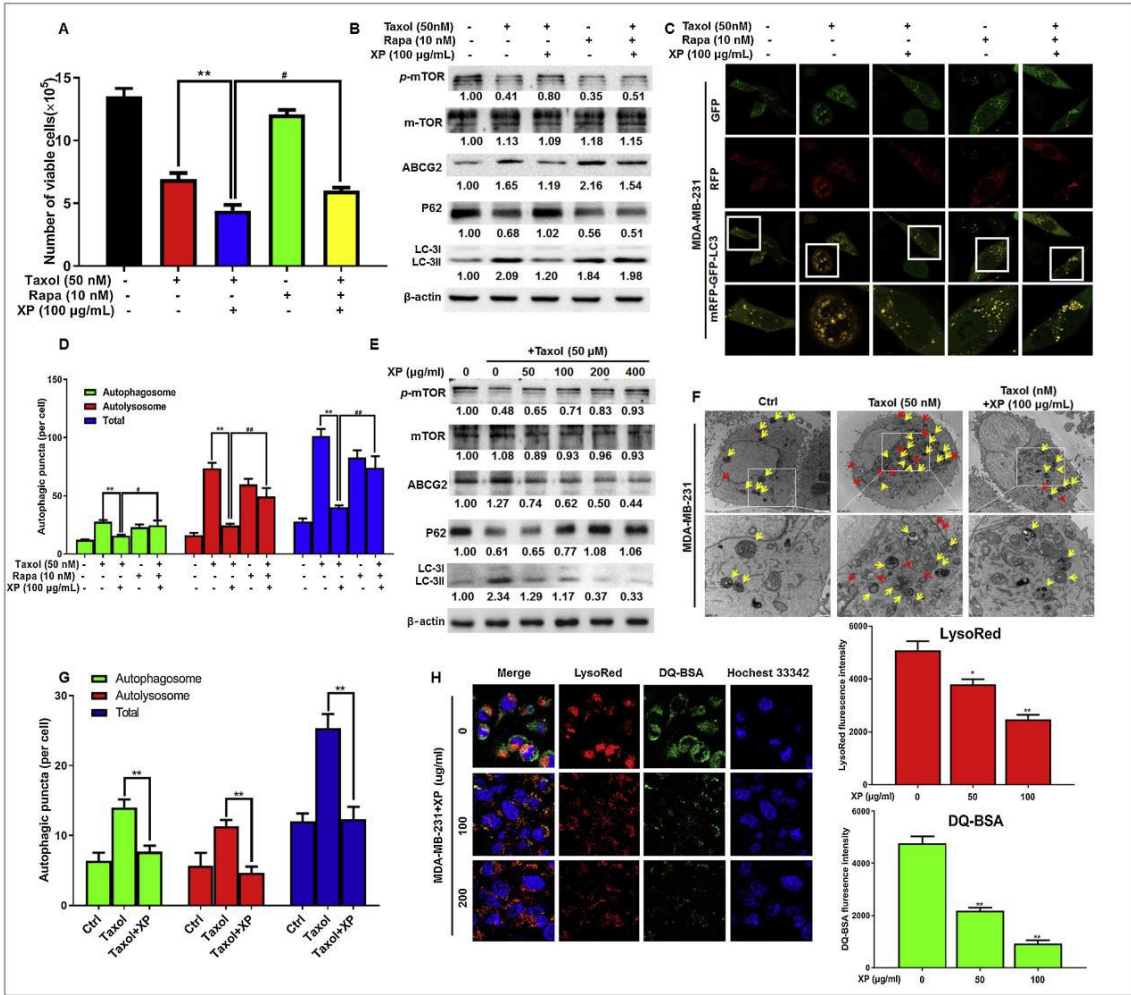 A
Number of viable cells(×10⁵)
15
10
5
0
**
#
Taxol (50 nM) - + + - +
Rapa (10 nM) - - - + +
XP (100 µg/mL) - - + - +
B
Taxol (50nM) - + + - +
Rapa (10 nM) - - - + +
XP (100 µg/mL) - - + - +
p-mTOR
1.00 0.41 0.80 0.35 0.51
m-TOR
1.00 1.13 1.09 1.18 1.15
ABCG2
1.00 1.65 1.19 2.16 1.54
P62
1.00 0.68 1.02 0.56 0.51
LC-3I
LC-3II
1.00 2.09 1.20 1.84 1.98
β-actin
C
Taxol (50 nM) - + + - +
Rapa (10 nM) - - - + +
XP (100 µg/mL) - - + - +
MDA-MB-231
GFP
RFP
mRFP-GFP-LC3
D
Autophagic puncta (per cell)
150
100
50
0
Autophagosome
Autolysosome
Total
** # ** ## ** ##
Taxol (50 nM) - + + - + - + + - + - + + - +
Rapa (10 nM) - - - + + - - - + + - - - + +
XP (100 µg/mL) - - + - + - - + - + - - + - +
E
+Taxol (50 µM)
XP (µg/ml) 0 0 50 100 200 400
p-mTOR
1.00 0.48 0.65 0.71 0.83 0.93
mTOR
1.00 1.08 0.89 0.93 0.96 0.93
ABCG2
1.00 1.27 0.74 0.62 0.50 0.44
P62
1.00 0.61 0.65 0.77 1.08 1.06
LC-3I
LC-3II
1.00 2.34 1.29 1.17 0.37 0.33
β-actin
F
Ctrl
Taxol (50 nM)
Taxol (nM)
+XP (100 µg/mL)
MDA-MB-231
G
Autophagic puncta (per cell)
30
20
10
0
Autophagosome
Autolysosome
Total
** ** **
Ctrl Taxol Taxol+XP Ctrl Taxol Taxol+XP Ctrl Taxol Taxol+XP
H
Merge LysoRed DQ-BSA Hochest 33342
MDA-MB-231+XP (ug/ml)
0
100
200
LysoRed
LysoRed flurescence intensity
6000
4000
2000
0
* **
XP (µg/ml) 0 50 100
DQ-BSA
DQ-BSA fluresence intensity
6000
4000
2000
0
** **
XP (µg/ml) 0 50 100